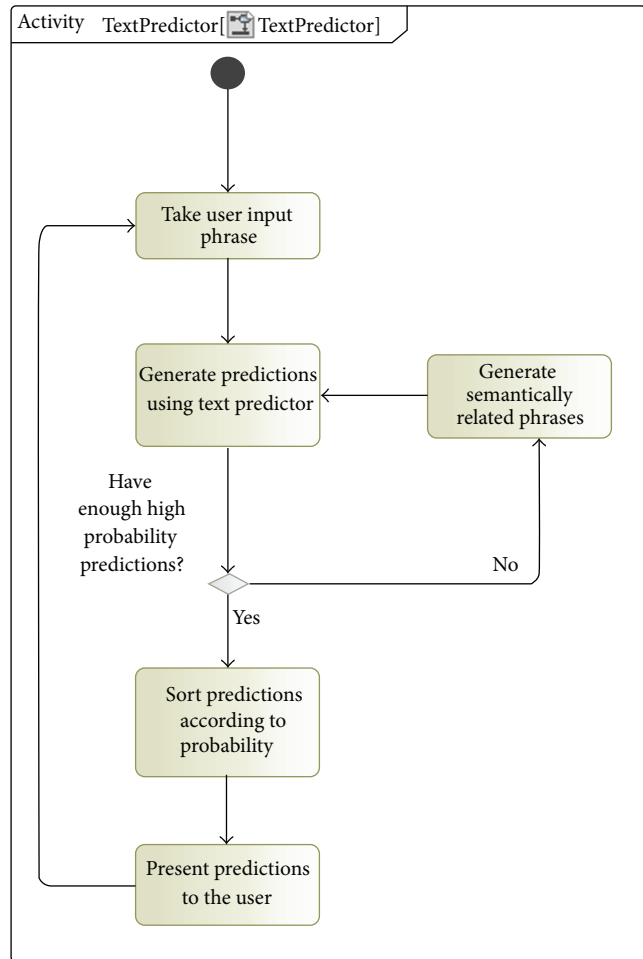 Activity TextPredictor[ TextPredictor]
Take user input
phrase
Generate predictions
using text predictor
Generate
semantically
related phrases
Have
enough high
probability
predictions?
No
Yes
Sort predictions
according to
probability
Present predictions
to the user